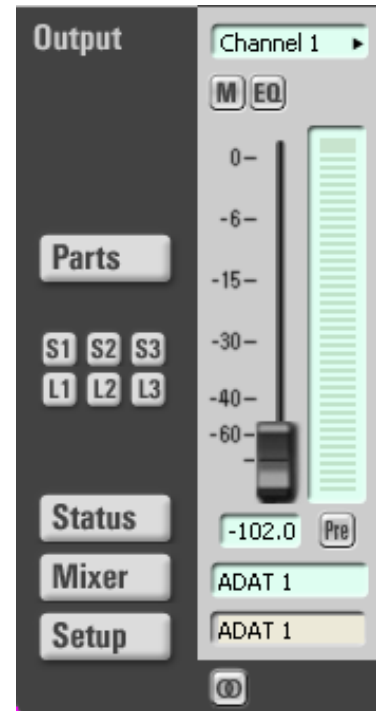 Output
Channel 1
M EQ
0
-6
Parts
-15
S1 S2 S3
-30
L1 L2 L3
-40
-60
Status
-102.0 Pre
Mixer
ADAT 1
Setup
ADAT 1